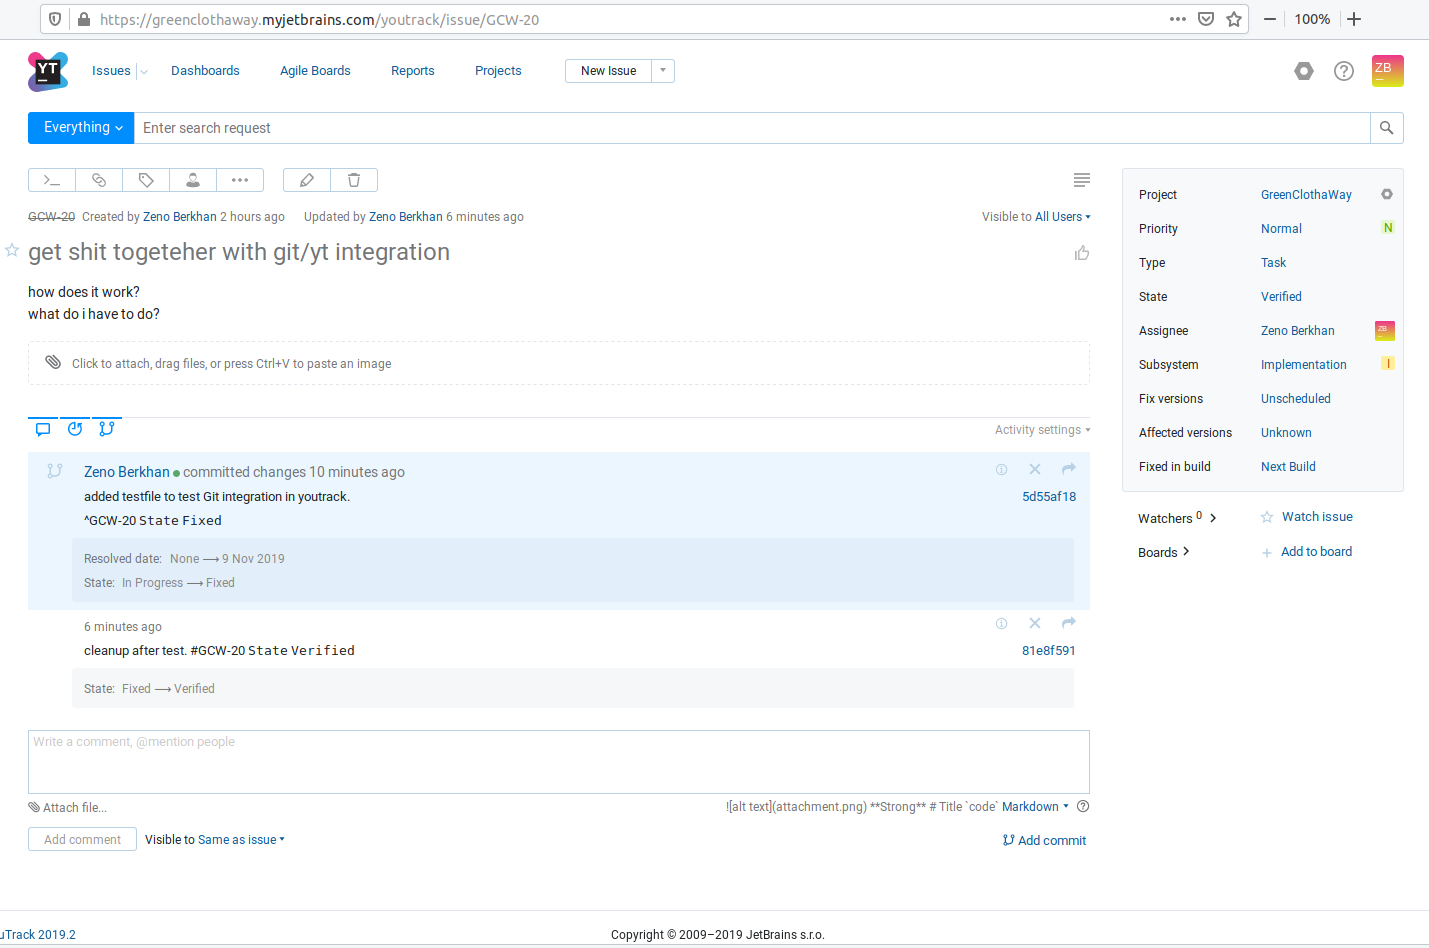 https://greenclothaway.myjetbrains.com/youtrack/issue/GCW-20
100%
YT
Issues
Dashboards
Agile Boards
Reports
Projects
New Issue
ZB
Everything
Enter search request
GCW-20 Created by Zeno Berkhan 2 hours ago Updated by Zeno Berkhan 6 minutes ago
Visible to All Users
get shit togeteher with git/yt integration
how does it work?
what do i have to do?
Click to attach, drag files, or press Ctrl+V to paste an image
Activity settings
Zeno Berkhan committed changes 10 minutes ago
added testfile to test Git integration in youtrack.
5d55af18
^GCW-20 State Fixed
Resolved date: None ⟶ 9 Nov 2019
State: In Progress ⟶ Fixed
6 minutes ago
cleanup after test. #GCW-20 State Verified
81e8f591
State: Fixed ⟶ Verified
Write a comment, @mention people
Attach file...
![alt text](attachment.png) **Strong** # Title `code` Markdown
Add comment
Visible to Same as issue
Add commit
Project GreenClothaWay
Priority Normal N
Type Task
State Verified
Assignee Zeno Berkhan ZB
Subsystem Implementation I
Fix versions Unscheduled
Affected versions Unknown
Fixed in build Next Build
Watchers 0
Watch issue
Boards
Add to board
uTrack 2019.2
Copyright © 2009–2019 JetBrains s.r.o.